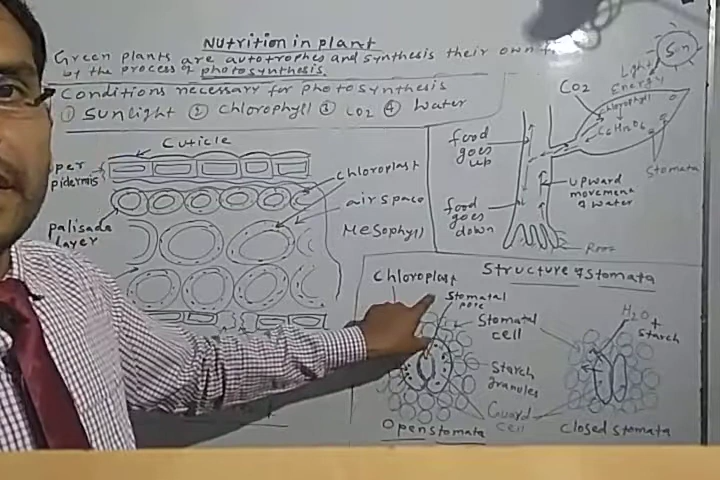 Nutrition in plant
Green plants are autotrophes and synthesis their own
by the process of photosynthesis.
Conditions necessary for photosynthesis
① Sunlight ② Chlorophyll ③ CO2 ④ Water
Cuticle
per
pidermis
chloroplast
air space
palisade
layer
Mesophyll
Sun
Light
Energy
CO2
Chlorophyll
C6H12O6
Stomata
food
goes
up
upward
movement
of water
food
goes
down
Root
Chloroplast
Structure of Stomata
Stomatal
pore
Stomatal
cell
H2O
+
Starch
Starch
granules
Guard
cell
Open stomata
Closed stomata